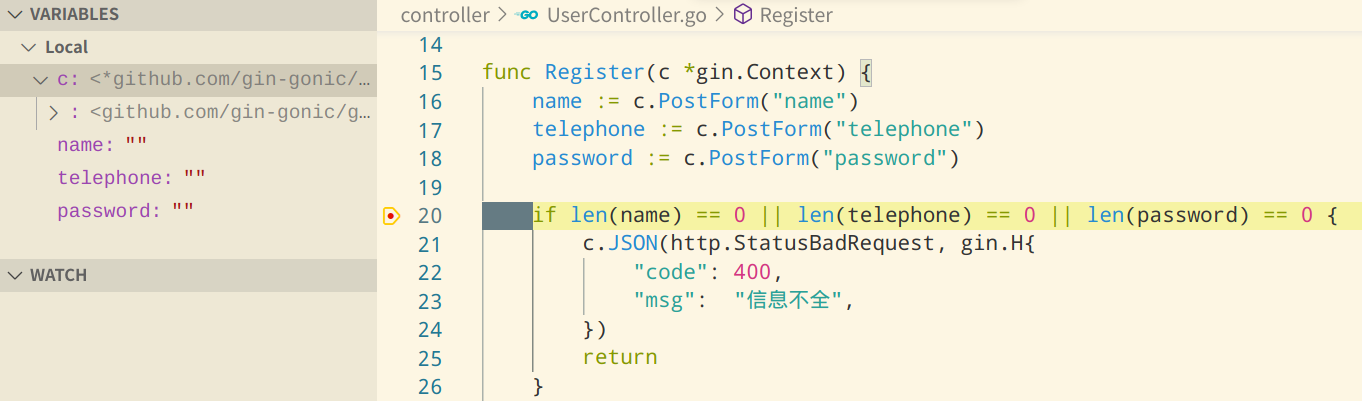 VARIABLES
Local
c: <*github.com/gin-gonic/…
: <github.com/gin-gonic/g…
name: ""
telephone: ""
password: ""
WATCH
controller > GO UserController.go > Register
14
15 func Register(c *gin.Context) {
16 name := c.PostForm("name")
17 telephone := c.PostForm("telephone")
18 password := c.PostForm("password")
19
20 if len(name) == 0 || len(telephone) == 0 || len(password) == 0 {
21 c.JSON(http.StatusBadRequest, gin.H{
22 "code": 400,
23 "msg": "信息不全",
24 })
25 return
26 }